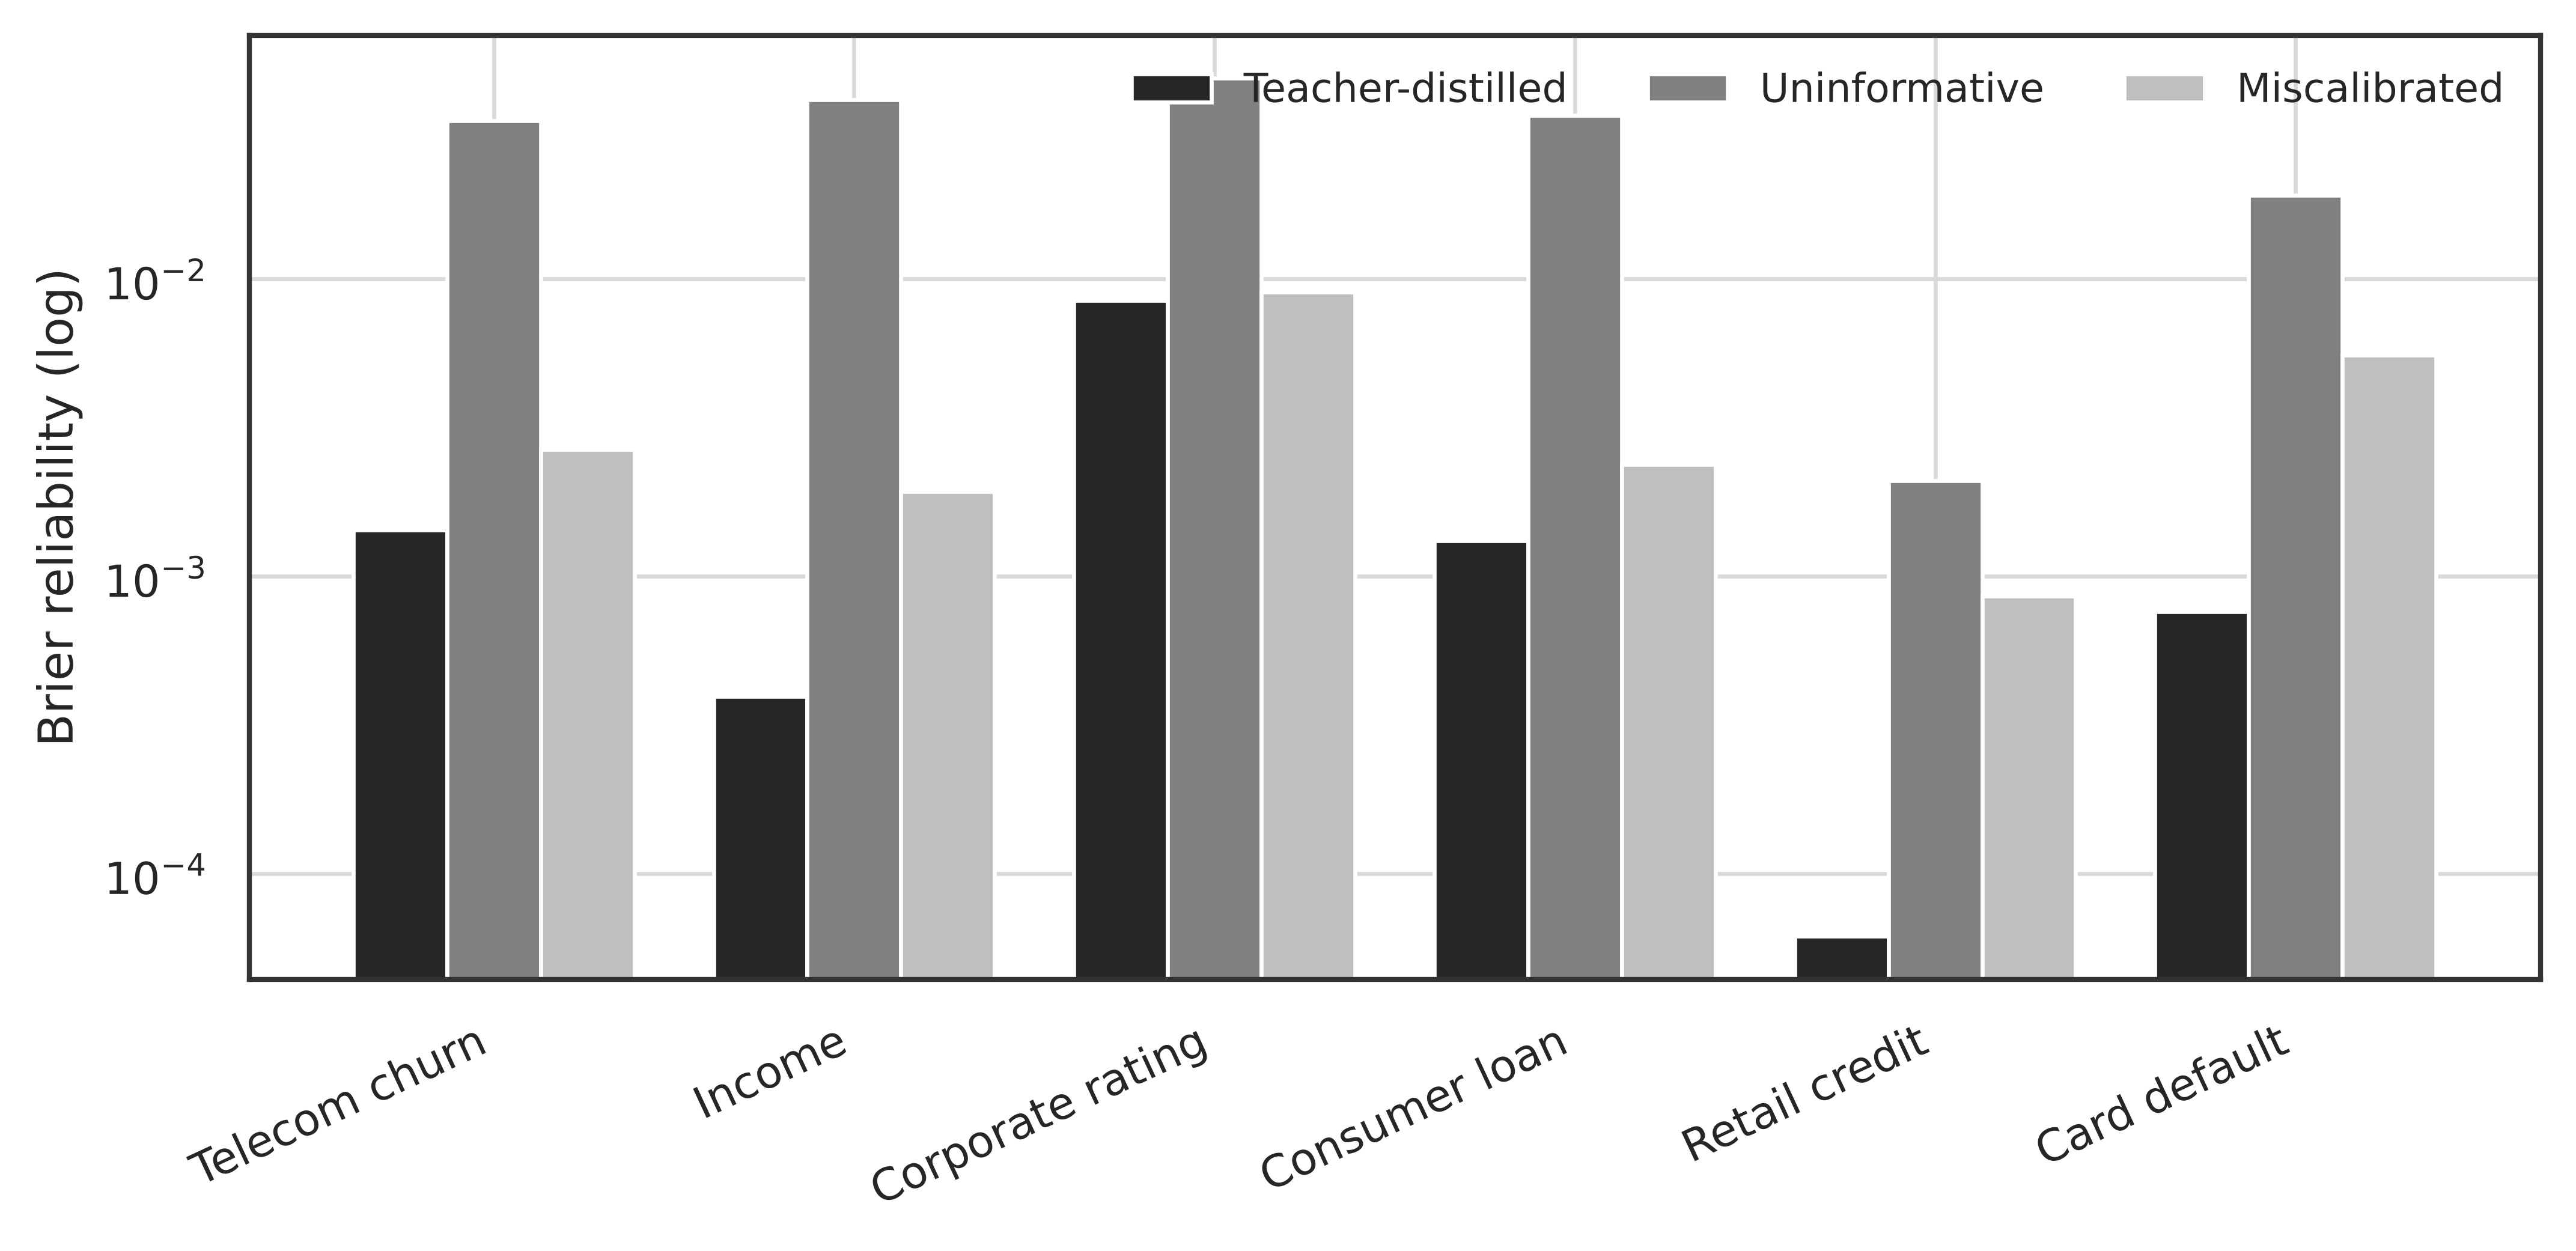 Teacher-distilled Uninformative Miscalibrated
Brier reliability (log)
10⁻²
10⁻³
10⁻⁴
Telecom churn
Income
Corporate rating
Consumer loan
Retail credit
Card default